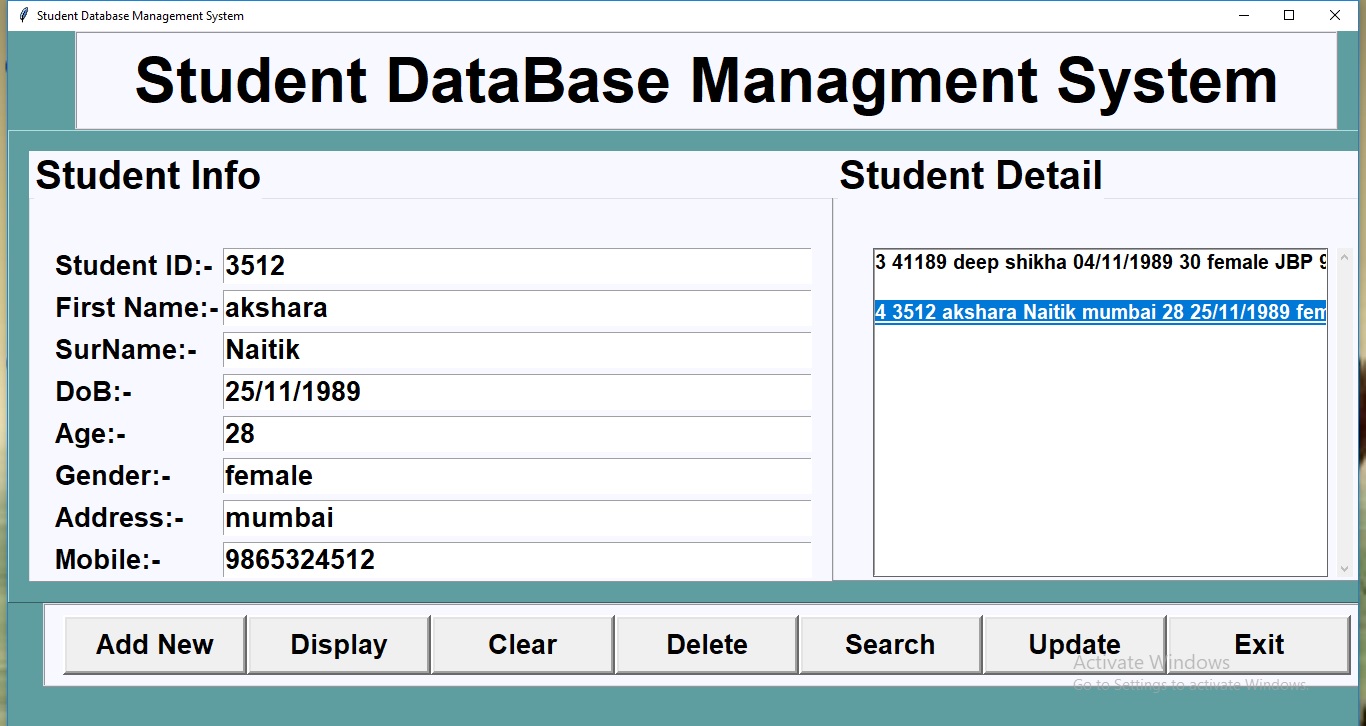 Student Database Management System
Student DataBase Managment System
Student Info
Student ID:- 3512
First Name:- akshara
SurName:- Naitik
DoB:- 25/11/1989
Age:- 28
Gender:- female
Address:- mumbai
Mobile:- 9865324512
Student Detail
3 41189 deep shikha 04/11/1989 30 female JBP
4 3512 akshara Naitik mumbai 28 25/11/1989
Add New Display Clear Delete Search Update Exit
Activate Windows
Go to Settings to activate Windows.